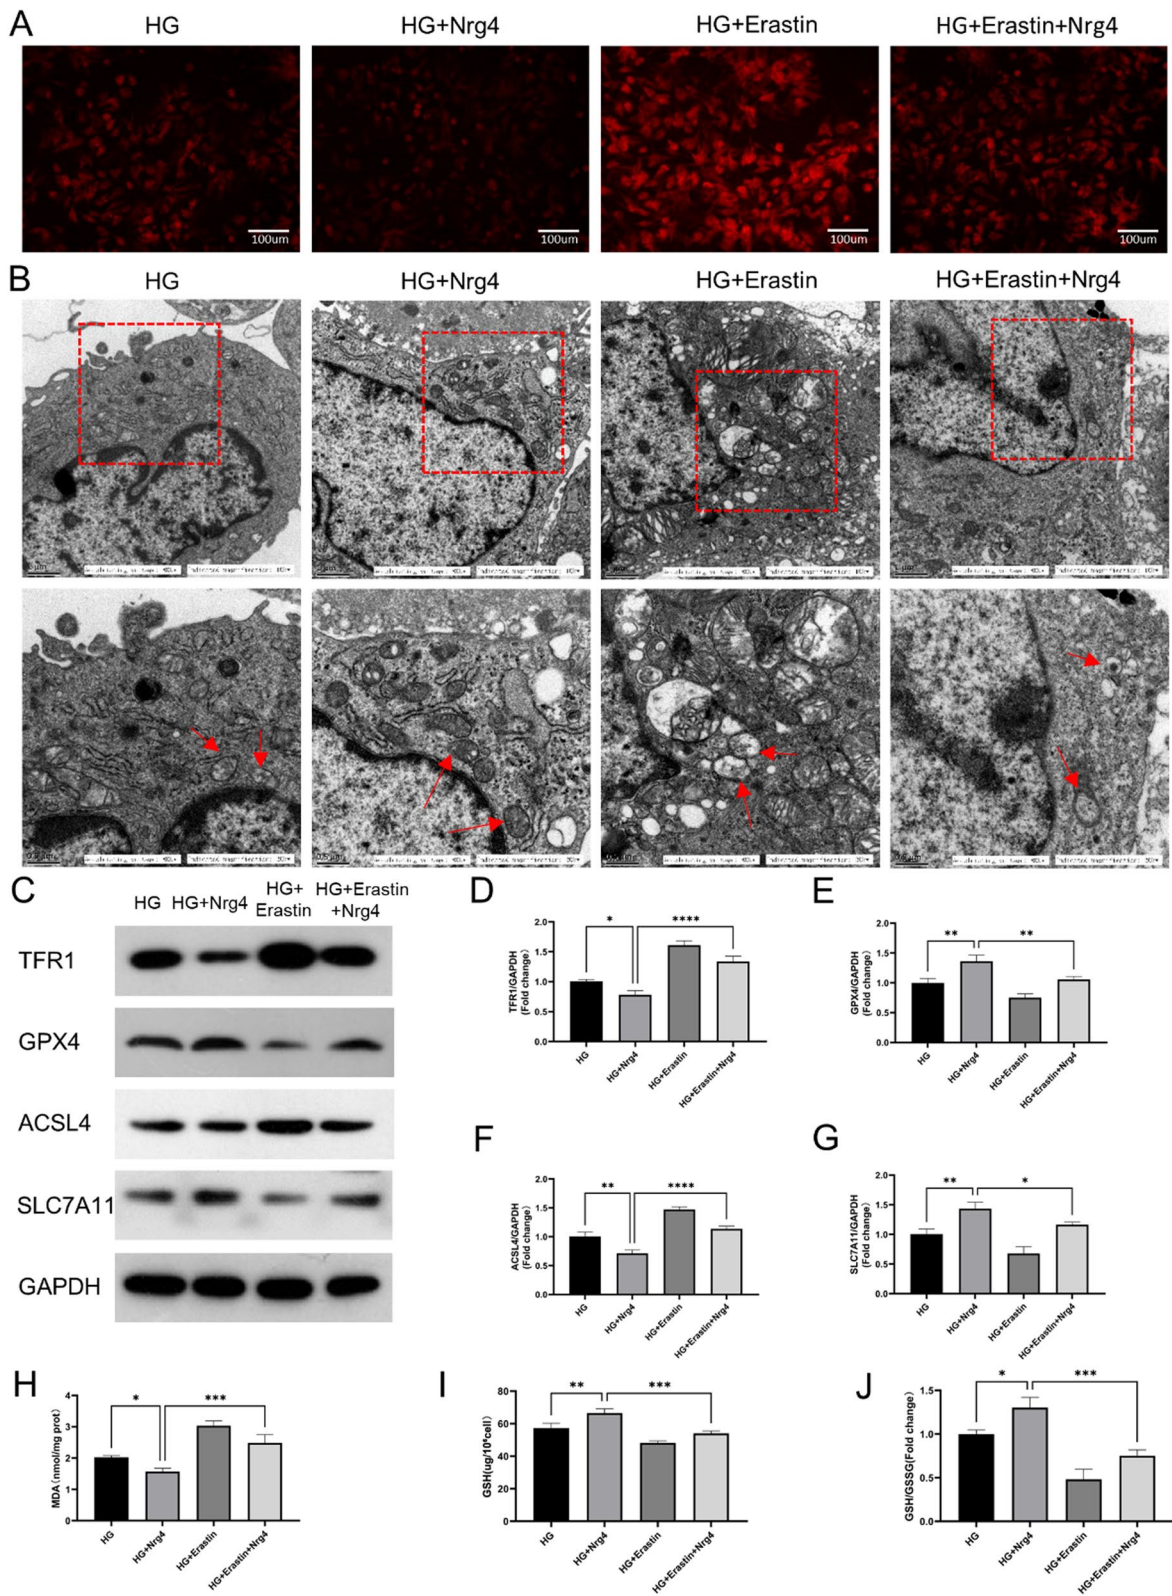 A
HG
HG+Nrg4
HG+Erastin
HG+Erastin+Nrg4
100um
100um
100um
100um
B
HG
HG+Nrg4
HG+Erastin
HG+Erastin+Nrg4
C
HG
HG+Nrg4
HG+
Erastin
HG+Erastin
+Nrg4
TFR1
GPX4
ACSL4
SLC7A11
GAPDH
D
TFR1/GAPDH
(Fold change)
2.0
1.5
1.0
0.5
0.0
*
****
HG
HG+Nrg4
HG+Erastin
HG+Erastin+Nrg4
E
GPX4/GAPDH
(Fold change)
2.0
1.5
1.0
0.5
0.0
**
**
HG
HG+Nrg4
HG+Erastin
HG+Erastin+Nrg4
F
ACSL4/GAPDH
(Fold change)
2.0
1.5
1.0
0.5
0.0
**
****
HG
HG+Nrg4
HG+Erastin
HG+Erastin+Nrg4
G
SLC7A11/GAPDH
(Fold change)
2.0
1.5
1.0
0.5
0.0
**
*
HG
HG+Nrg4
HG+Erastin
HG+Erastin+Nrg4
H
MDA(nmol/mg prot)
4
3
2
1
0
*
***
HG
HG+Nrg4
HG+Erastin
HG+Erastin+Nrg4
I
GSH(ug/10⁶cell)
80
60
40
20
0
**
***
HG
HG+Nrg4
HG+Erastin
HG+Erastin+Nrg4
J
GSH/GSSG(Fold change)
1.5
1.0
0.5
0.0
*
***
HG
HG+Nrg4
HG+Erastin
HG+Erastin+Nrg4